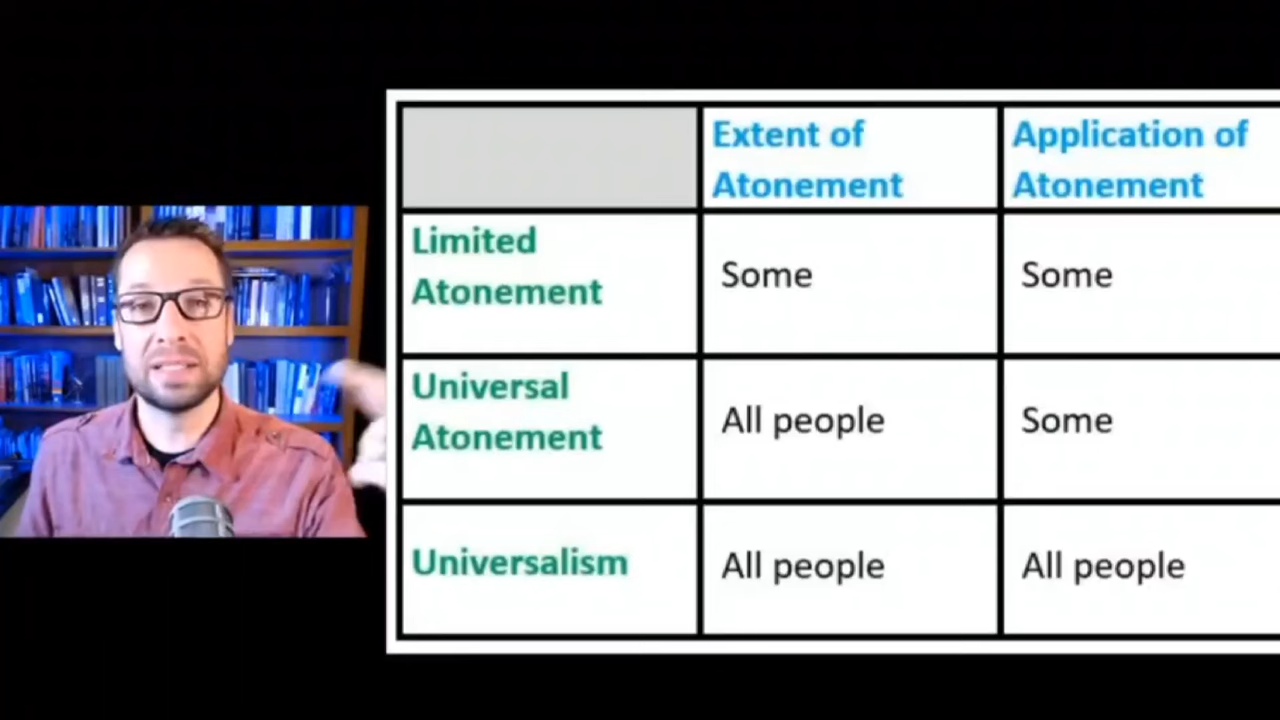 Extent of
Atonement
Application of
Atonement
Limited
Atonement
Some
Some
Universal
Atonement
All people
Some
Universalism
All people
All people